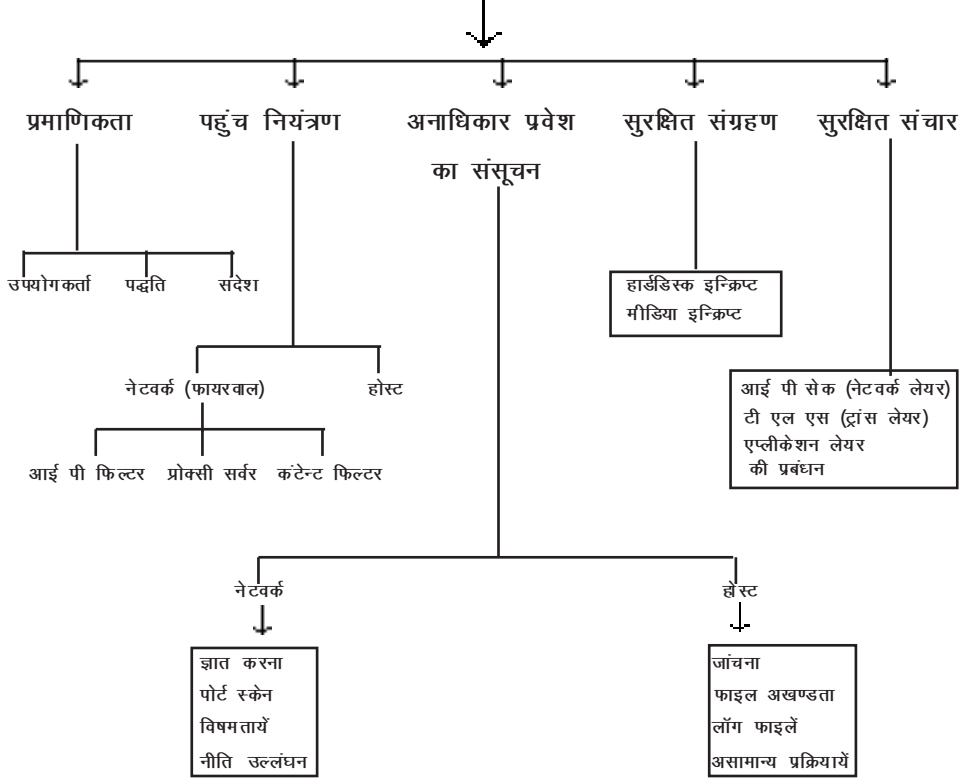 प्रमाणिकता पहुंच नियंत्रण अनाधिकार प्रवेश सुरक्षित संग्रहण सुरक्षित संचार
का संसूचन
उपयोगकर्ता पद्धति संदेश
हार्डडिस्क इन्क्रिप्ट
मीडिया इन्क्रिप्ट
नेटवर्क (फायरवाल) होस्ट
आई पी सेक (नेटवर्क लेयर)
टी एल एस (ट्रांस लेयर)
एप्लीकेशन लेयर
की प्रबंधन
आई पी फिल्टर प्रोक्सी सर्वर कंटेन्ट फिल्टर
नेटवर्क होस्ट
ज्ञात करना
पोर्ट स्केन
विषमतायें
नीति उल्लंघन
जांचना
फाइल अखण्डता
लॉग फाइलें
असामान्य प्रक्रियायें